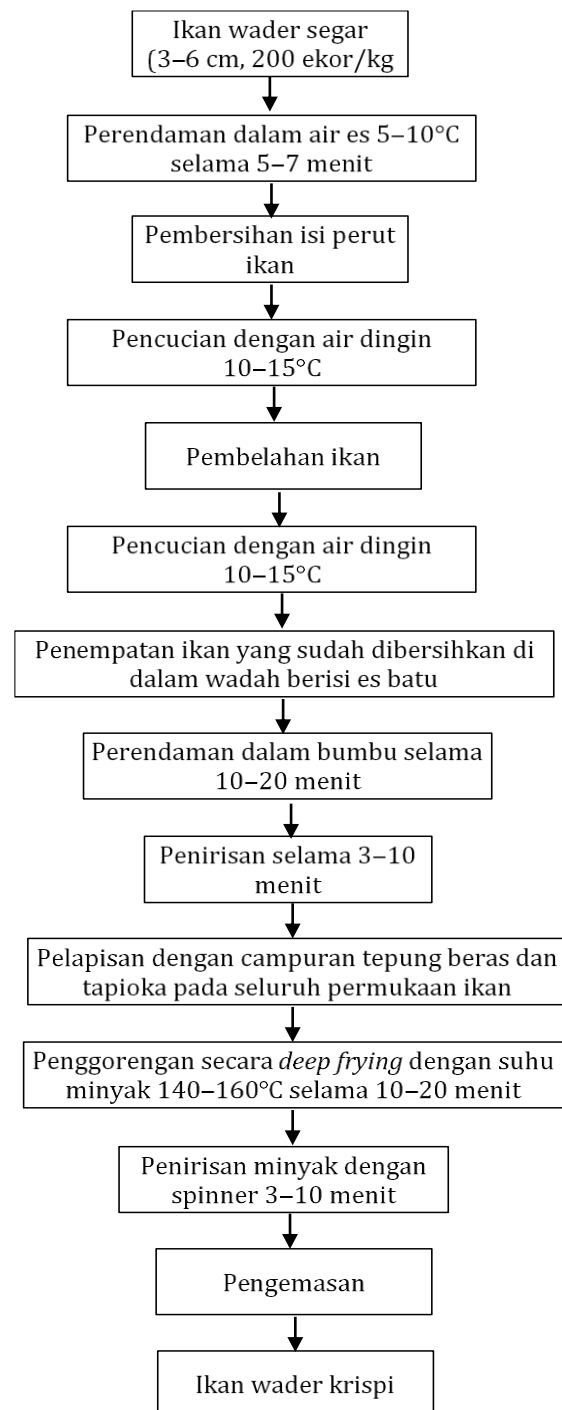 Ikan wader segar
(3–6 cm, 200 ekor/kg
Perendaman dalam air es 5–10°C
selama 5–7 menit
Pembersihan isi perut
ikan
Pencucian dengan air dingin
10–15°C
Pembelahan ikan
Pencucian dengan air dingin
10–15°C
Penempatan ikan yang sudah dibersihkan di
dalam wadah berisi es batu
Perendaman dalam bumbu selama
10–20 menit
Penirisan selama 3–10
menit
Pelapisan dengan campuran tepung beras dan
tapioka pada seluruh permukaan ikan
Penggorengan secara deep frying dengan suhu
minyak 140–160°C selama 10–20 menit
Penirisan minyak dengan
spinner 3–10 menit
Pengemasan
Ikan wader krispi